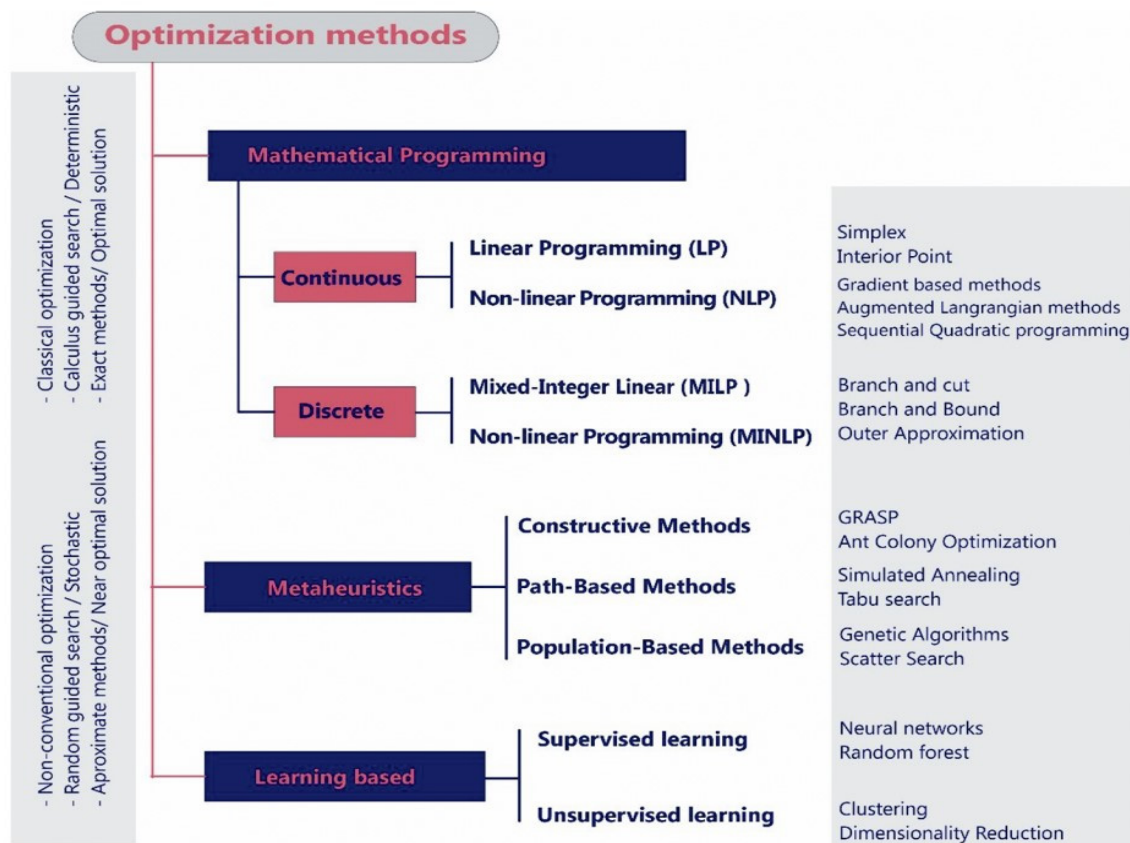 Optimization methods
- Classical optimization
- Calculus guided search / Deterministic
- Exact methods/ Optimal solution
Mathematical Programming
Continuous
Linear Programming (LP)
Non-linear Programming (NLP)
Simplex
Interior Point
Gradient based methods
Augmented Langrangian methods
Sequential Quadratic programming
Discrete
Mixed-Integer Linear (MILP )
Non-linear Programming (MINLP)
Branch and cut
Branch and Bound
Outer Approximation
- Non-conventional optimization
- Random guided search / Stochastic
- Aproximate methods/ Near optimal solution
Metaheuristics
Constructive Methods
Path-Based Methods
Population-Based Methods
GRASP
Ant Colony Optimization
Simulated Annealing
Tabu search
Genetic Algorithms
Scatter Search
Learning based
Supervised learning
Unsupervised learning
Neural networks
Random forest
Clustering
Dimensionality Reduction